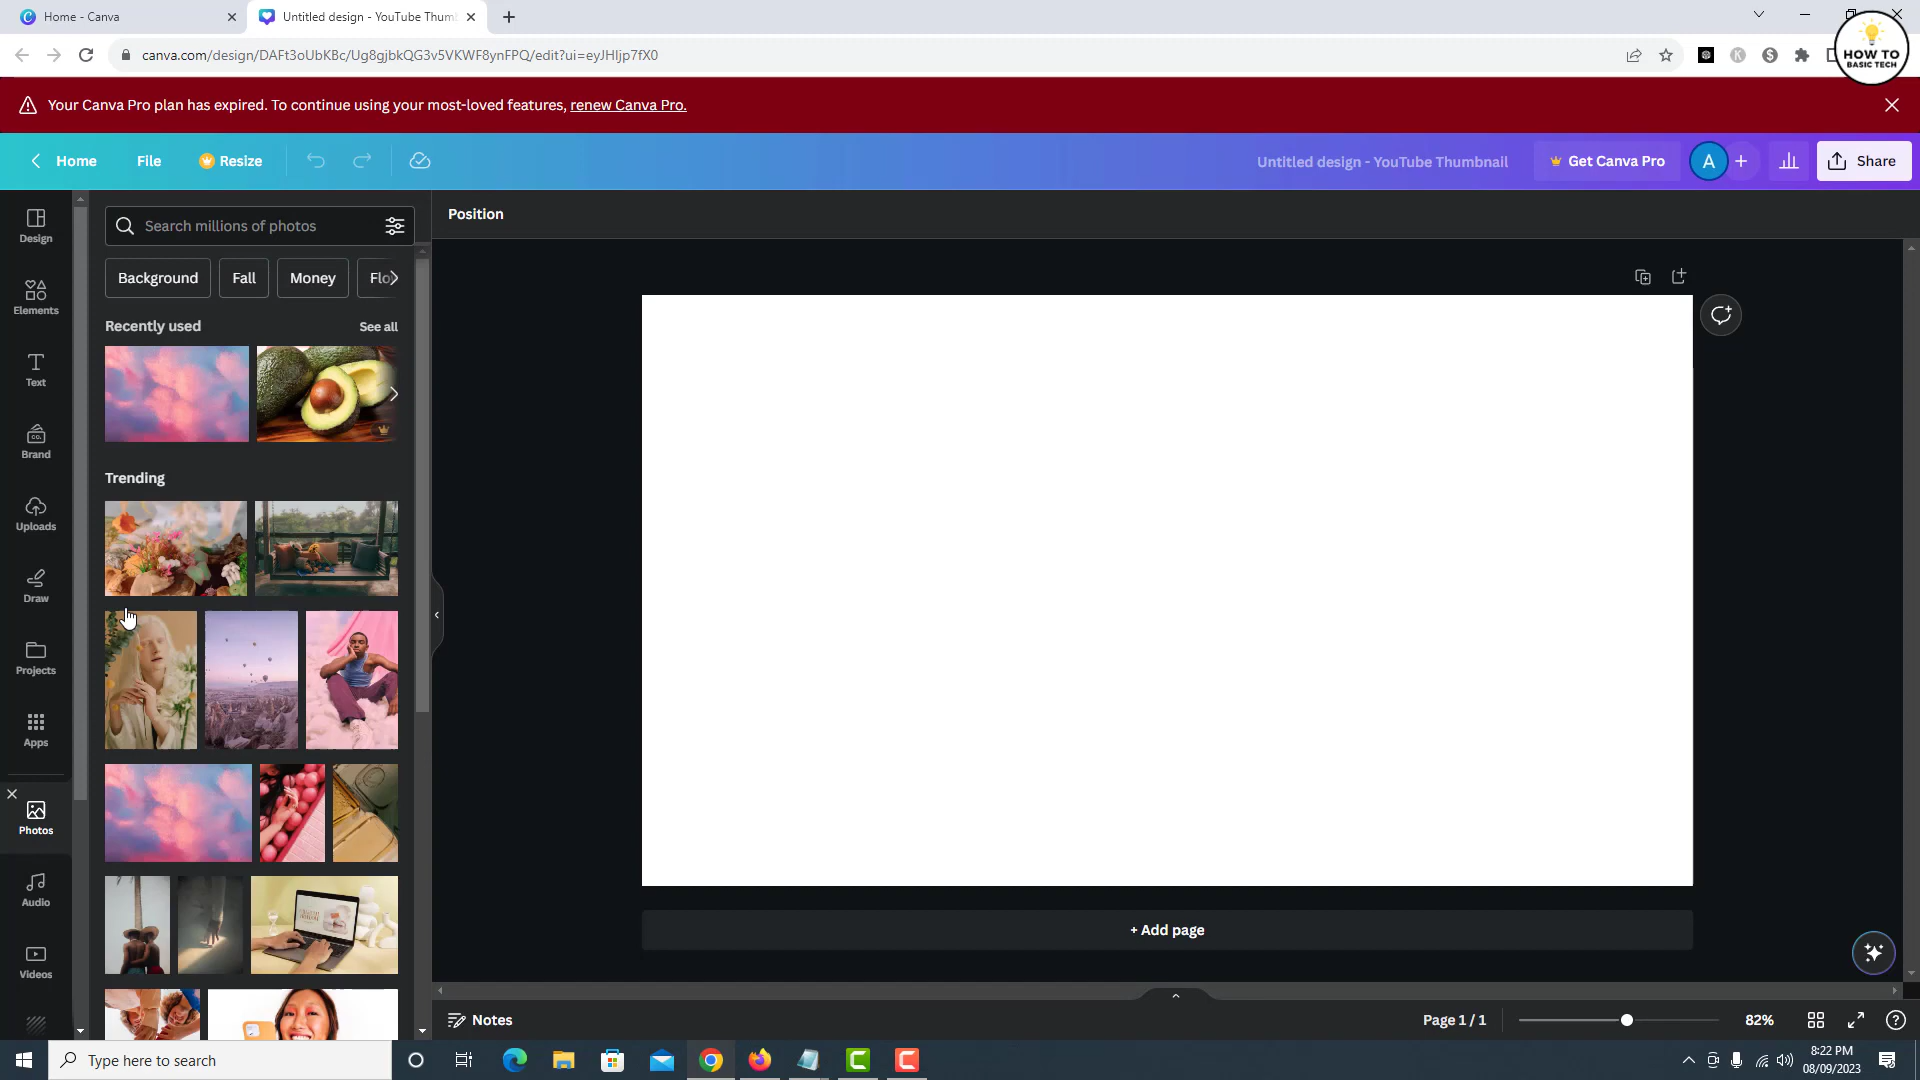 Home - Canva
Untitled design - YouTube Thumb
canva.com/design/DAFt3oUbKBc/Ug8gjbkQG3v5VKWF8ynFPQ/edit?ui=eyJHIjp7fX0
HOW TO
BASIC TECH
Your Canva Pro plan has expired. To continue using your most-loved features, renew Canva Pro.
Home
File
Resize
Untitled design - YouTube Thumbnail
Get Canva Pro
A
Share
Design
Elements
Text
Brand
Uploads
Draw
Projects
Apps
Photos
Audio
Videos
Search millions of photos
Background
Fall
Money
Flo
Recently used
See all
Trending
Position
+ Add page
Notes
Page 1 / 1
82%
Type here to search
8:22 PM
08/09/2023